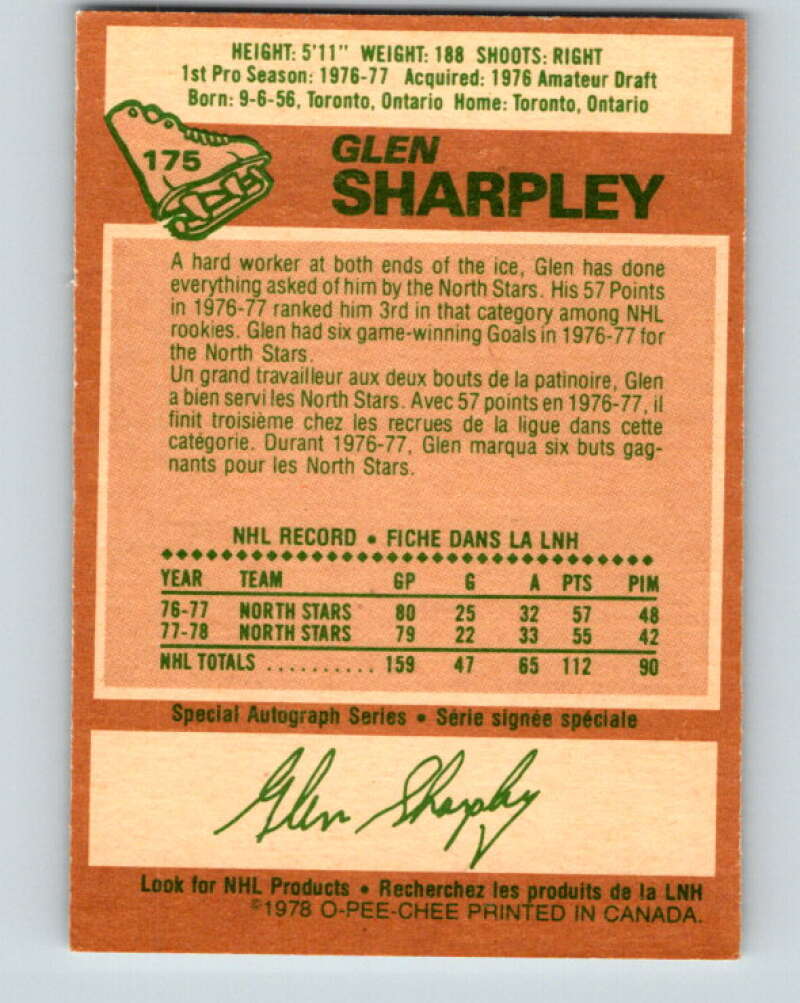 HEIGHT: 5'11" WEIGHT: 188 SHOOTS: RIGHT
1st Pro Season: 1976-77 Acquired: 1976 Amateur Draft
Born: 9-6-56, Toronto, Ontario Home: Toronto, Ontario
175
GLEN
SHARPLEY
A hard worker at both ends of the ice, Glen has done
everything asked of him by the North Stars. His 57 Points
in 1976-77 ranked him 3rd in that category among NHL
rookies. Glen had six game-winning Goals in 1976-77 for
the North Stars.
Un grand travailleur aux deux bouts de la patinoire, Glen
a bien servi les North Stars. Avec 57 points en 1976-77, il
finit troisième chez les recrues de la ligue dans cette
catégorie. Durant 1976-77, Glen marqua six buts gag-
nants pour les North Stars.
NHL RECORD • FICHE DANS LA LNH
YEAR TEAM GP G A PTS PIM
76-77 NORTH STARS 80 25 32 57 48
77-78 NORTH STARS 79 22 33 55 42
NHL TOTALS .......... 159 47 65 112 90
Special Autograph Series • Série signée spéciale
Glen Sharpley
Look for NHL Products • Recherchez les produits de la LNH
©1978 O-PEE-CHEE PRINTED IN CANADA.